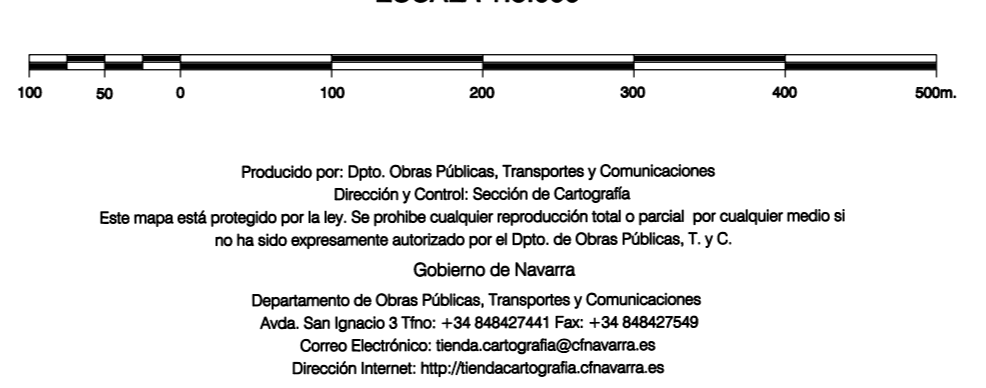 100 50 0 100 200 300 400 500m.
Producido por: Dpto. Obras Públicas, Transportes y Comunicaciones
Dirección y Control: Sección de Cartografía
Este mapa está protegido por la ley. Se prohibe cualquier reproducción total o parcial por cualquier medio si
no ha sido expresamente autorizado por el Dpto. de Obras Públicas, T. y C.
Gobierno de Navarra
Departamento de Obras Públicas, Transportes y Comunicaciones
Avda. San Ignacio 3 Tfno: +34 848427441 Fax: +34 848427549
Correo Electrónico: tienda.cartografia@cfnavarra.es
Dirección Internet: http://tiendacartografia.cfnavarra.es